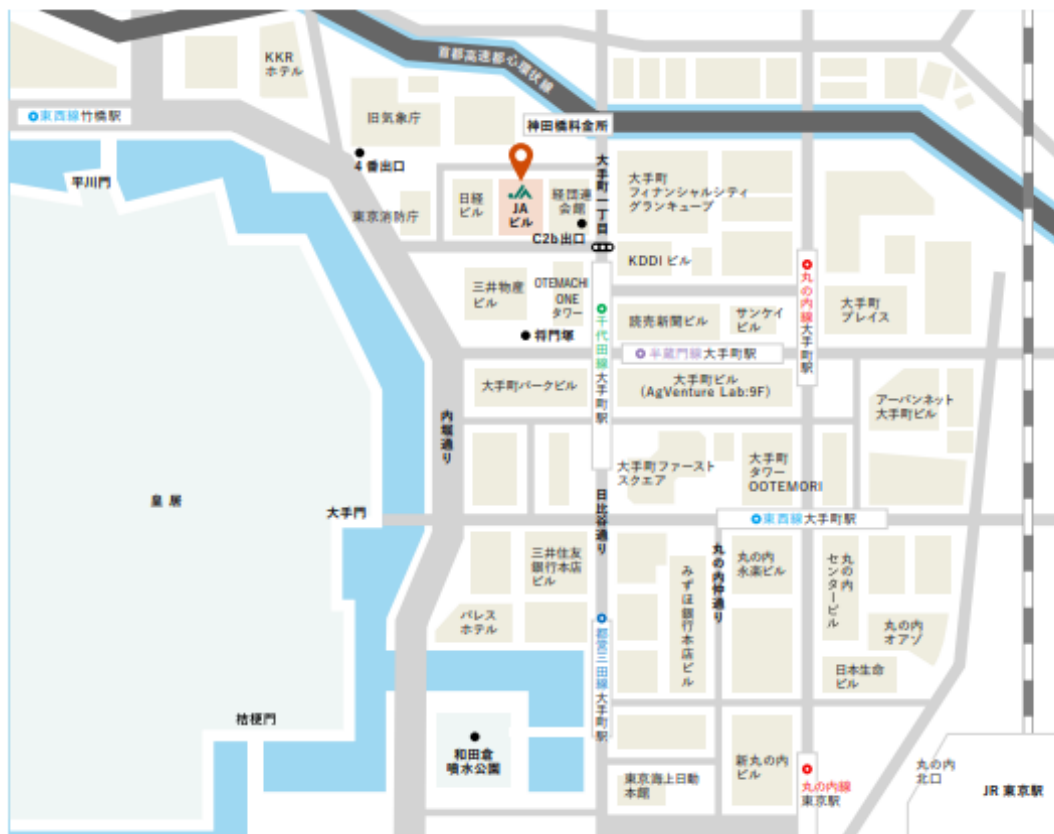 首都高速都心環状線
KKR
ホテル
東西線竹橋駅
旧気象庁
神田橋料金所
4番出口
平川門
大手町一丁目
大手町
フィナンシャルシティ
グランキューブ
日経
ビル
JA
ビル
経団連
会館
東京消防庁
C2b出口
KDDI ビル
丸の内線大手町駅
三井物産
ビル
OTEMACHI
ONE
タワー
千代田線大手町駅
読売新聞ビル
サンケイ
ビル
大手町
プレイス
将門塚
半蔵門線大手町駅
大手町パークビル
大手町ビル
(AgVenture Lab:9F)
アーバンネット
大手町ビル
内堀通り
大手町ファースト
スクエア
大手町
タワー
OOTEMORI
皇居
大手門
日比谷通り
東西線大手町駅
三井住友
銀行本店
ビル
みずほ銀行本店ビル
丸の内仲通り
丸の内
永楽ビル
丸の内
センタービル
パレス
ホテル
都営三田線大手町駅
丸の内
オアゾ
日本生命
ビル
桔梗門
和田倉
噴水公園
東京海上日動
本館
新丸の内
ビル
丸の内線
東京駅
丸の内
北口
JR 東京駅